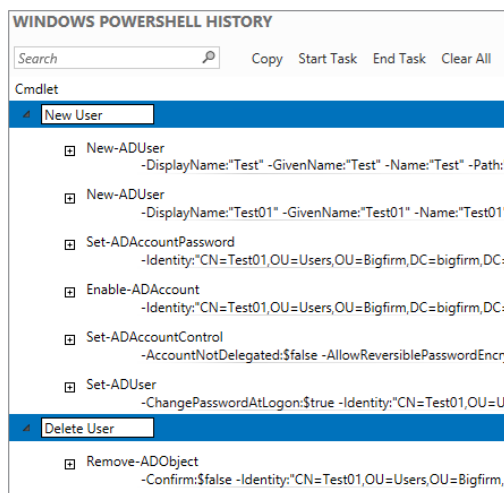 WINDOWS POWERSHELL HISTORY
Search Copy Start Task End Task Clear All
Cmdlet
New User
New-ADUser
-DisplayName:"Test" -GivenName:"Test" -Name:"Test" -Path:
New-ADUser
-DisplayName:"Test01" -GivenName:"Test01" -Name:"Test01"
Set-ADAccountPassword
-Identity:"CN=Test01,OU=Users,OU=Bigfirm,DC=bigfirm,DC=
Enable-ADAccount
-Identity:"CN=Test01,OU=Users,OU=Bigfirm,DC=bigfirm,DC=
Set-ADAccountControl
-AccountNotDelegated:$false -AllowReversiblePasswordEncry
Set-ADUser
-ChangePasswordAtLogon:$true -Identity:"CN=Test01,OU=U
Delete User
Remove-ADObject
-Confirm:$false -Identity:"CN=Test01,OU=Users,OU=Bigfirm,